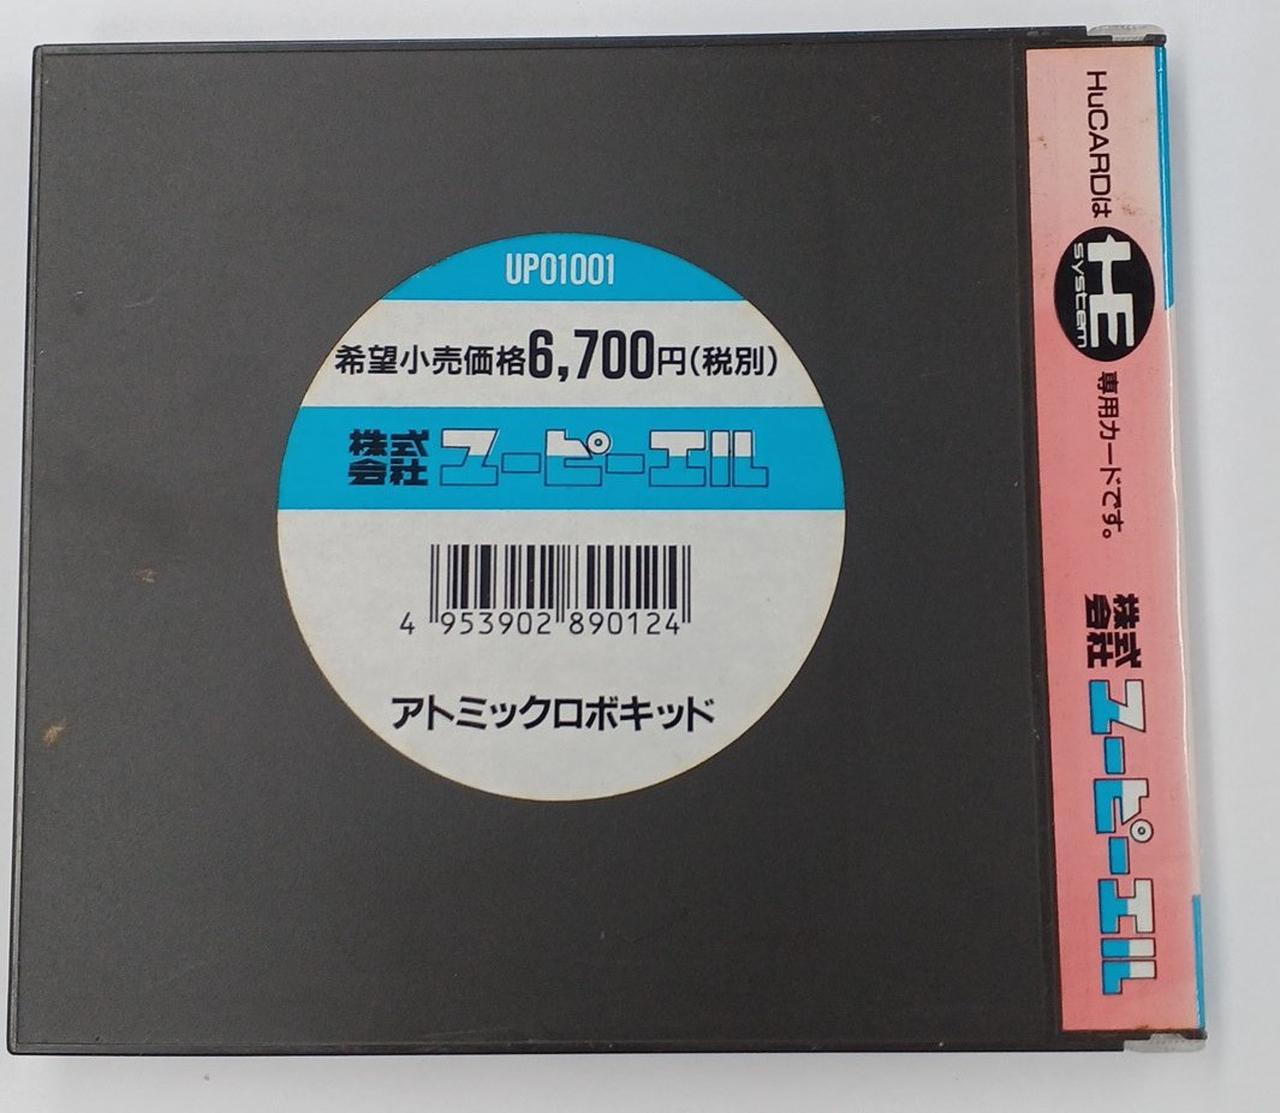 UPO1001
希望小売価格6,700円(税別)
株式会社ユーピーエル
4 953902 890124
アトミックロボキッド
HuCARDは HE system 専用カードです。 株式会社ユーピーエル